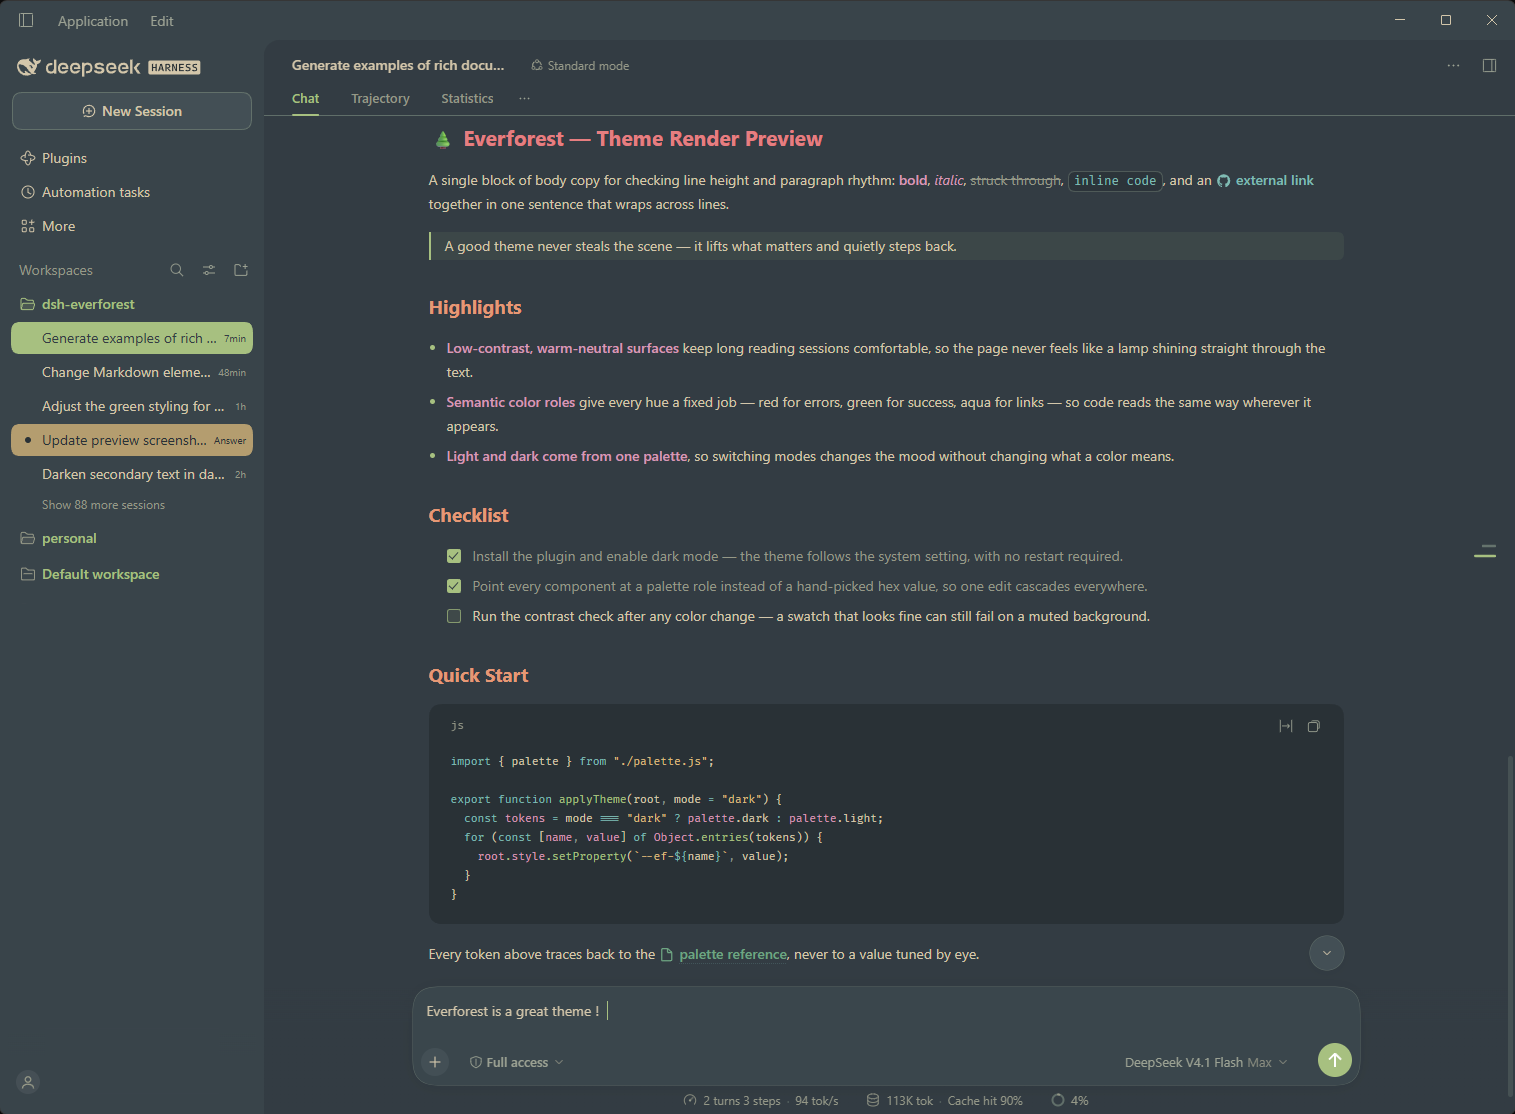 Application Edit
deepseek HARNESS
New Session
Plugins
Automation tasks
More
Workspaces
dsh-everforest
Generate examples of rich ... 7min
Change Markdown eleme... 48min
Adjust the green styling for ... 1h
Update preview screensh... Answer
Darken secondary text in da... 2h
Show 88 more sessions
personal
Default workspace
Generate examples of rich docu... Standard mode
Chat Trajectory Statistics ...
Everforest — Theme Render Preview
A single block of body copy for checking line height and paragraph rhythm: bold, italic, struck through, inline code, and an external link
together in one sentence that wraps across lines.
A good theme never steals the scene — it lifts what matters and quietly steps back.
Highlights
• Low-contrast, warm-neutral surfaces keep long reading sessions comfortable, so the page never feels like a lamp shining straight through the
text.
• Semantic color roles give every hue a fixed job — red for errors, green for success, aqua for links — so code reads the same way wherever it
appears.
• Light and dark come from one palette, so switching modes changes the mood without changing what a color means.
Checklist
Install the plugin and enable dark mode — the theme follows the system setting, with no restart required.
Point every component at a palette role instead of a hand-picked hex value, so one edit cascades everywhere.
Run the contrast check after any color change — a swatch that looks fine can still fail on a muted background.
Quick Start
js
import { palette } from "./palette.js";
export function applyTheme(root, mode = "dark") {
const tokens = mode === "dark" ? palette.dark : palette.light;
for (const [name, value] of Object.entries(tokens)) {
root.style.setProperty(`--ef-${name}`, value);
}
}
Every token above traces back to the palette reference, never to a value tuned by eye.
Everforest is a great theme !
Full access
DeepSeek V4.1 Flash Max
2 turns 3 steps · 94 tok/s 113K tok · Cache hit 90% 4%